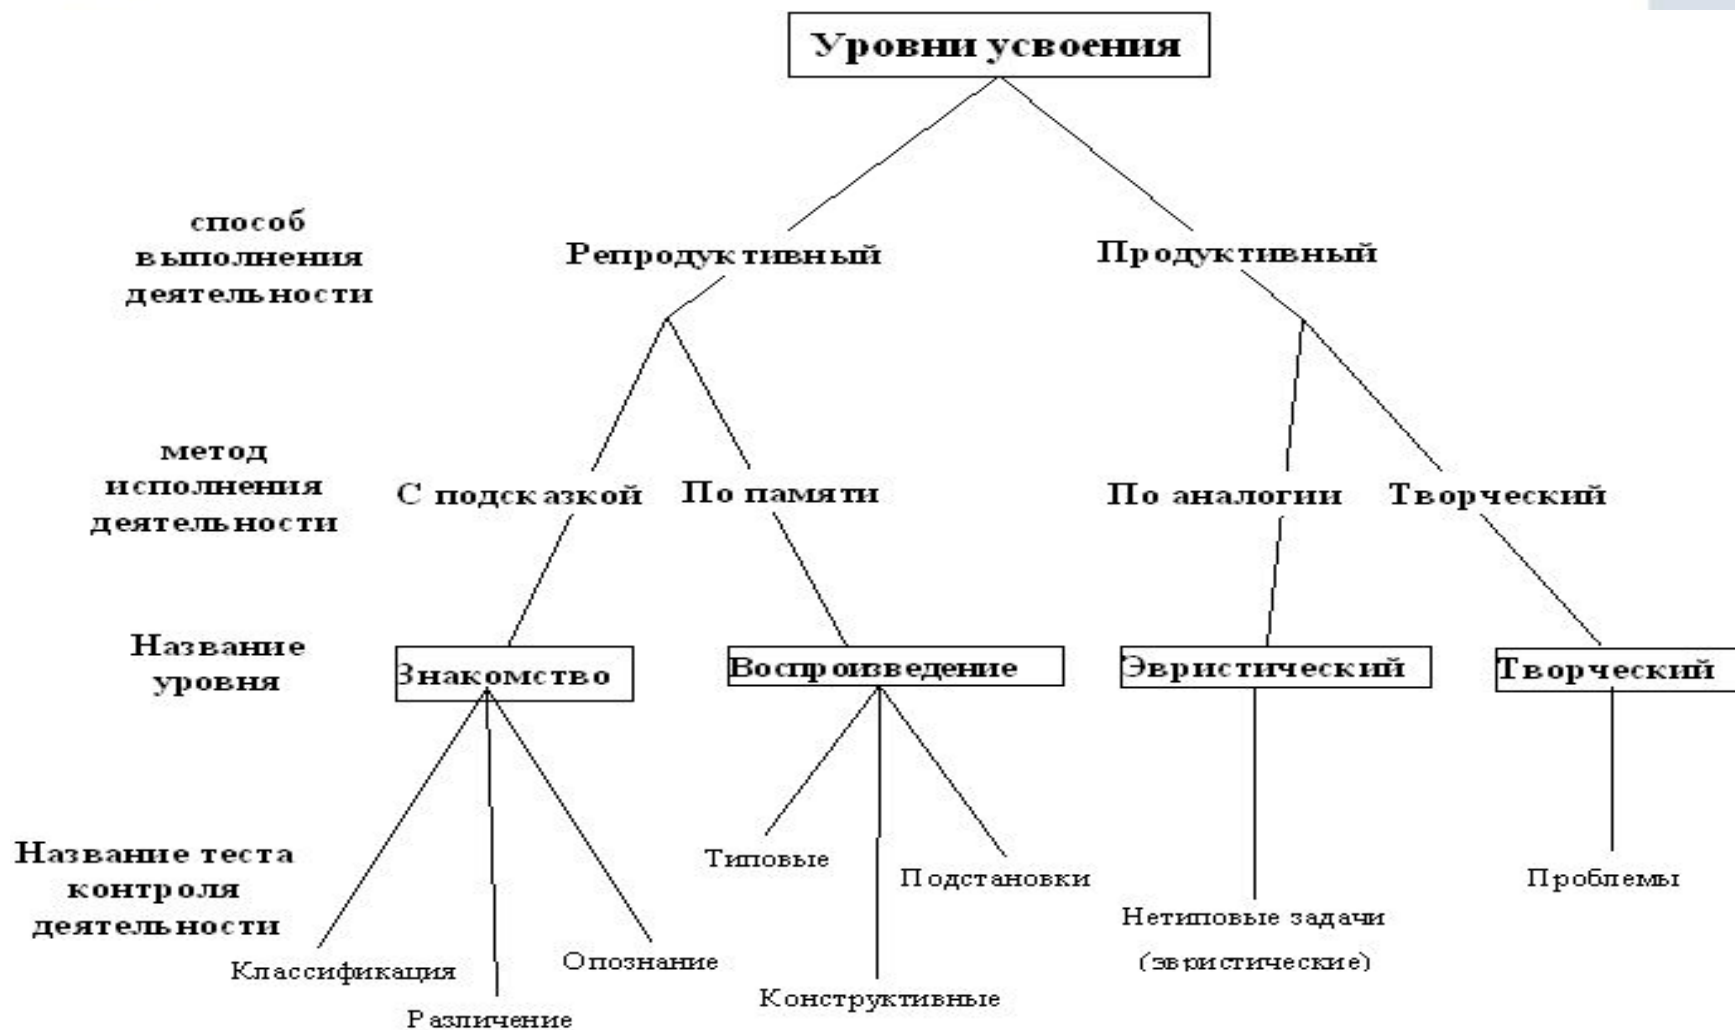 Уровни усвоения
способ
выполнения
деятельности
Репродуктивный
Продуктивный
метод
исполнения
деятельности
С подсказкой
По памяти
По аналогии
Творческий
Название
уровня
Знакомство
Воспроизведение
Эвристический
Творческий
Название теста
контроля
деятельности
Классификация
Различение
Опознание
Типовые
Конструктивные
Подстановки
Нетиповые задачи
(эвристические)
Проблемы